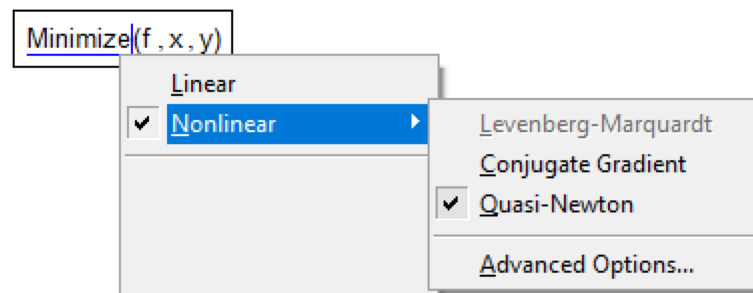 Minimize(f , x , y)
Linear
Nonlinear
Levenberg-Marquardt
Conjugate Gradient
Quasi-Newton
Advanced Options...